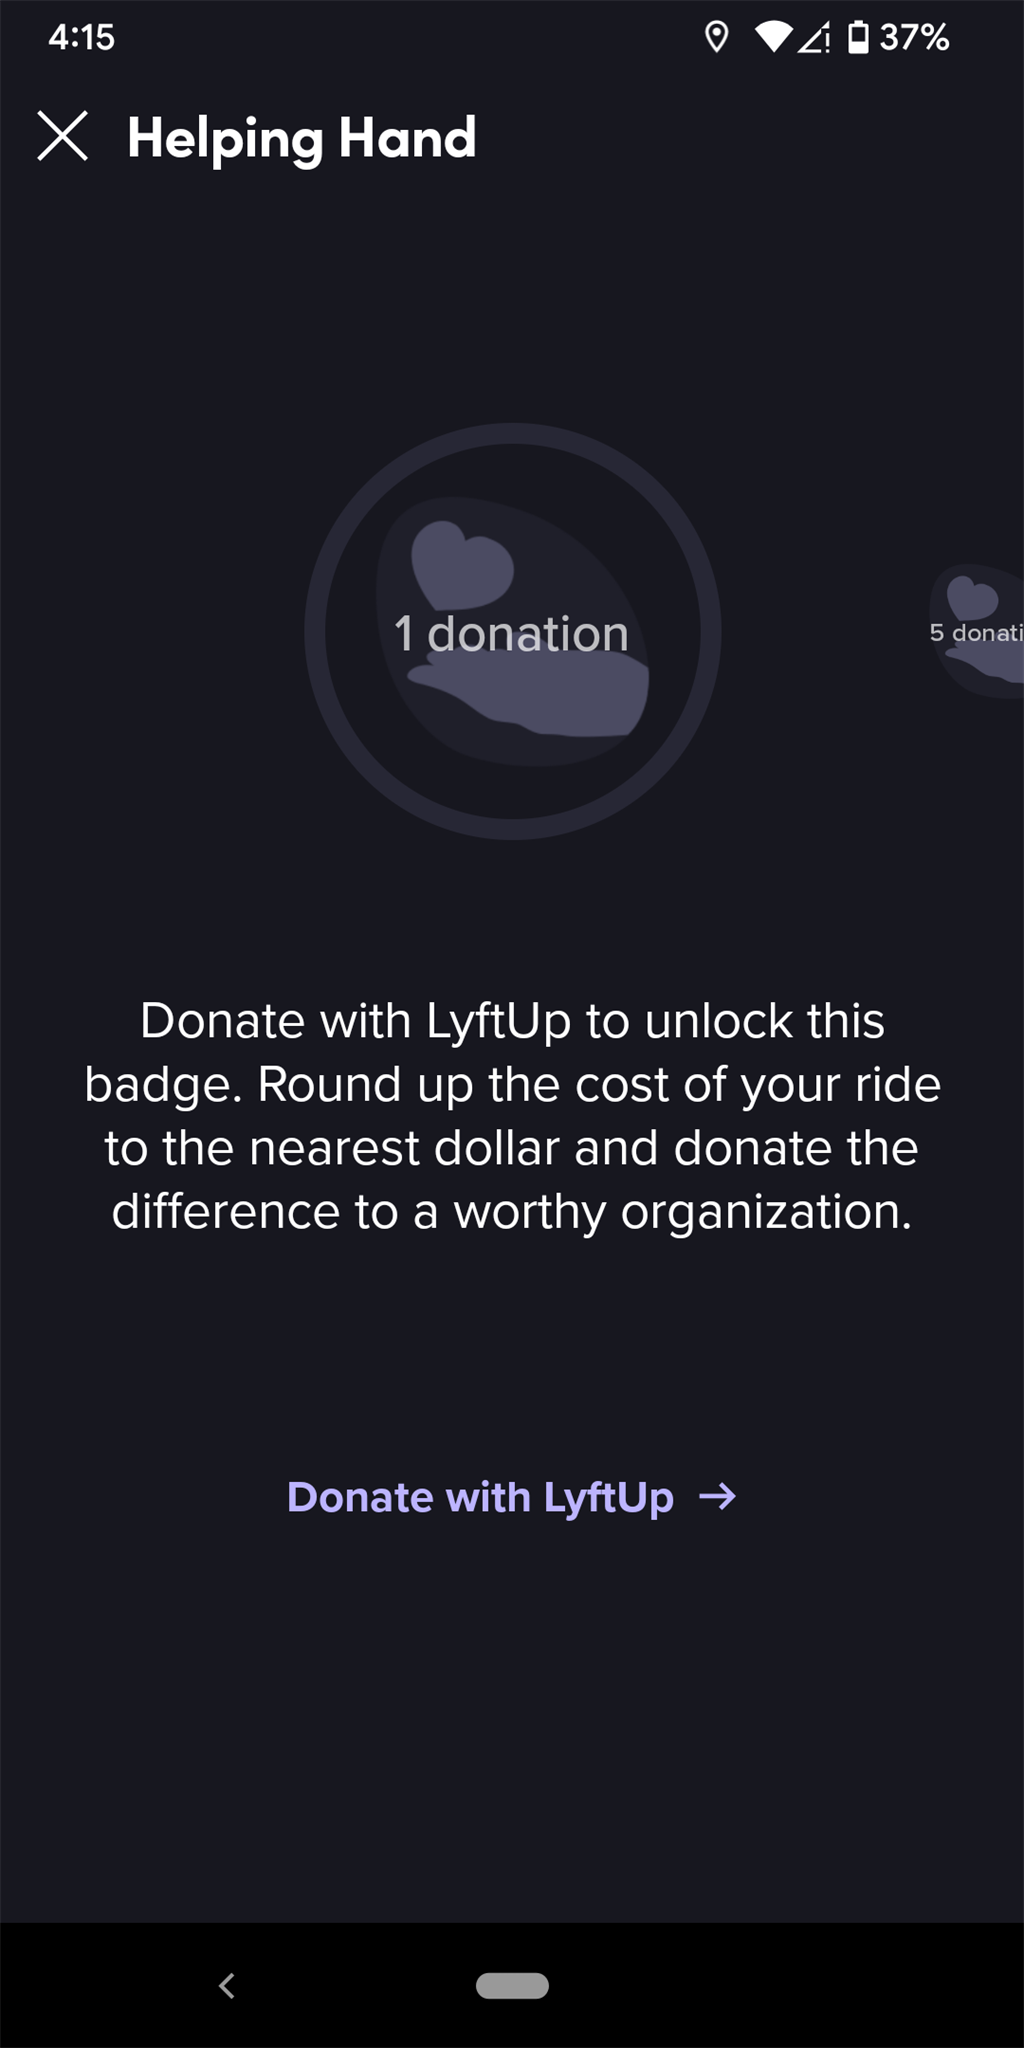 4:15
37%
Helping Hand
1 donation
5 donati
Donate with LyftUp to unlock this
badge. Round up the cost of your ride
to the nearest dollar and donate the
difference to a worthy organization.
Donate with LyftUp →